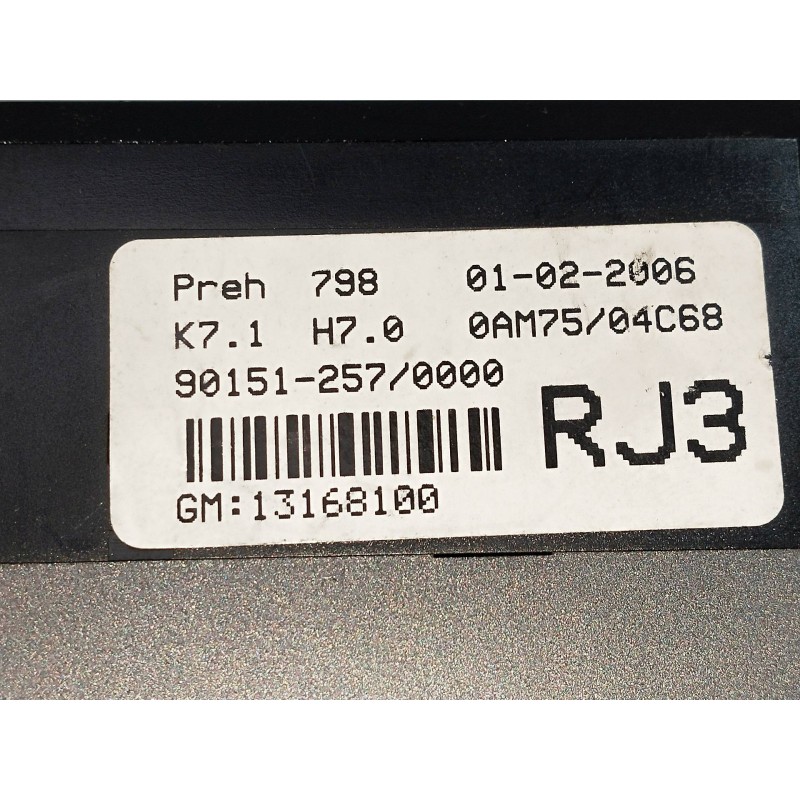 Preh 798 01-02-2006
K7.1 H7.0 0AM75/04C68
90151-257/0000
RJ3
GM:13168100